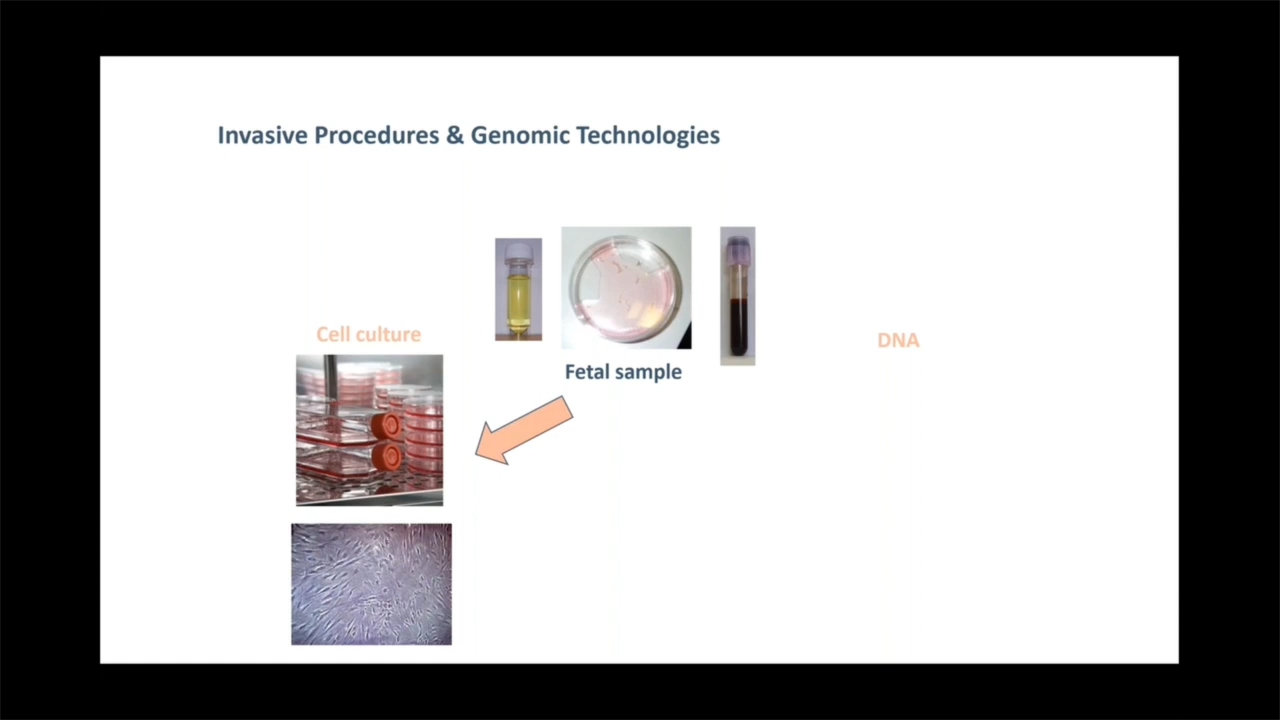 Invasive Procedures & Genomic Technologies
Cell culture
DNA
Fetal sample